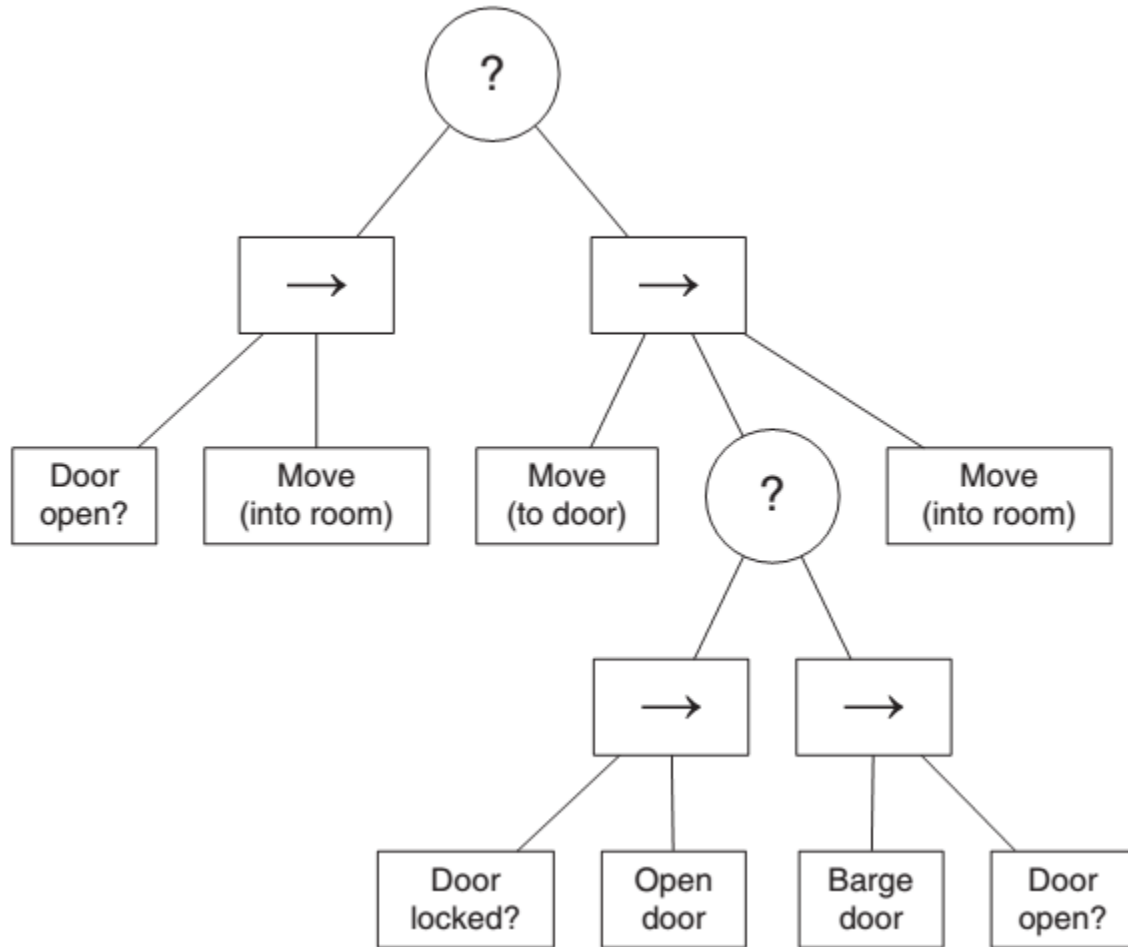 ?
→
→
Door
open?
Move
(into room)
Move
(to door)
?
Move
(into room)
→
→
Door
locked?
Open
door
Barge
door
Door
open?